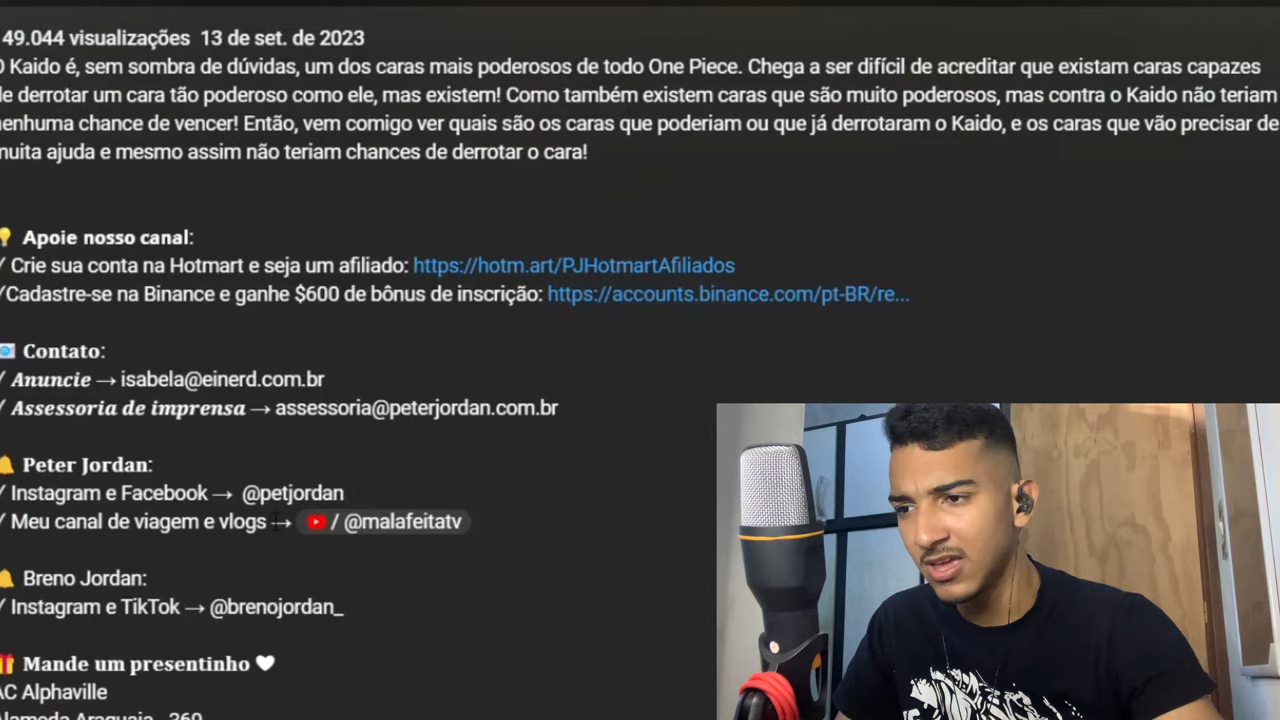 49.044 visualizações 13 de set. de 2023
O Kaido é, sem sombra de dúvidas, um dos caras mais poderosos de todo One Piece. Chega a ser difícil de acreditar que existam caras capazes
de derrotar um cara tão poderoso como ele, mas existem! Como também existem caras que são muito poderosos, mas contra o Kaido não teriam
nenhuma chance de vencer! Então, vem comigo ver quais são os caras que poderiam ou que já derrotaram o Kaido, e os caras que vão precisar de
muita ajuda e mesmo assim não teriam chances de derrotar o cara!
💡 Apoie nosso canal:
/ Crie sua conta na Hotmart e seja um afiliado: https://hotm.art/PJHotmartAfiliados
/Cadastre-se na Binance e ganhe $600 de bônus de inscrição: https://accounts.binance.com/pt-BR/re...
📧 Contato:
/ Anuncie → isabela@einerd.com.br
/ Assessoria de imprensa → assessoria@peterjordan.com.br
🔔 Peter Jordan:
/ Instagram e Facebook → @petjordan
/ Meu canal de viagem e vlogs → / @malafeitatv
🔔 Breno Jordan:
/ Instagram e TikTok → @brenojordan_
🎁 Mande um presentinho 🤍
AC Alphaville
Alameda Araguaia 369